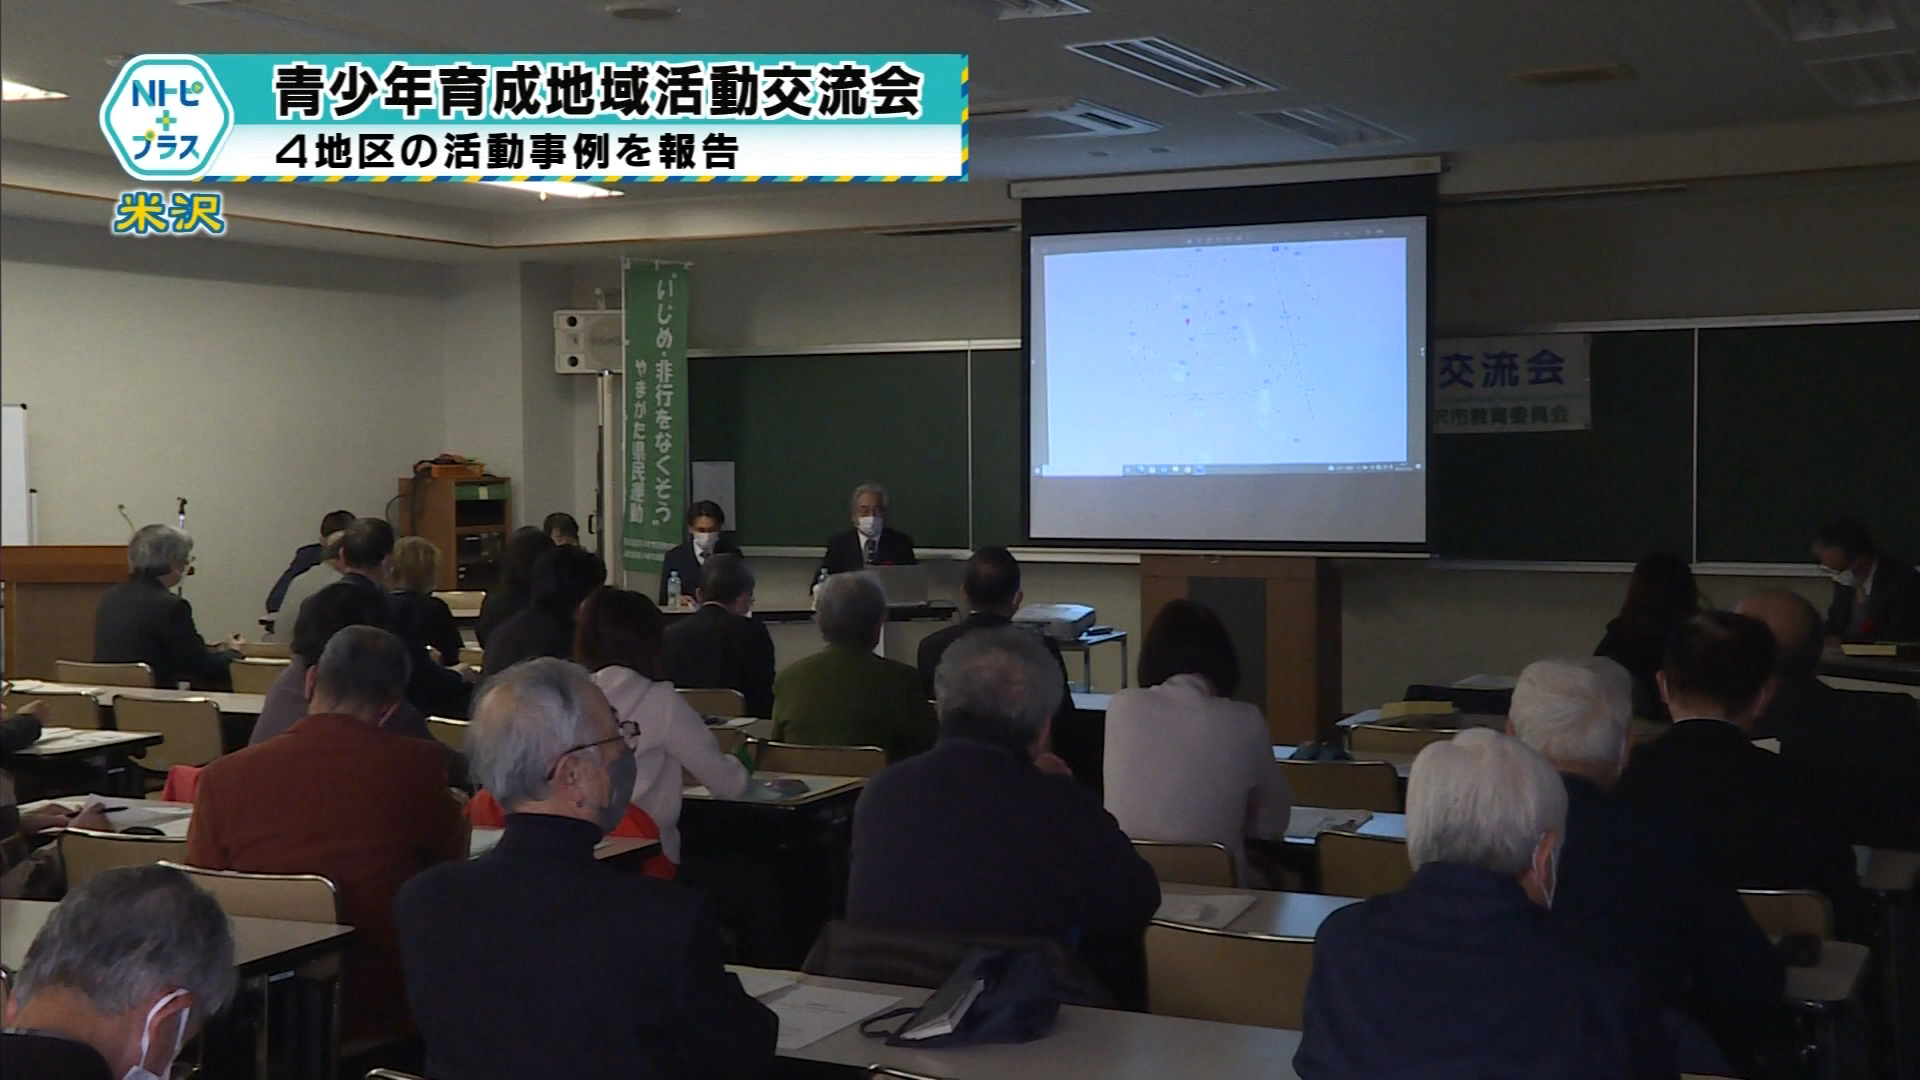 Nトピ
+
プラス
青少年育成地域活動交流会
4地区の活動事例を報告
米沢
"いじめ・非行をなくそう"
やまがた県民運動
交流会
沢市教育委員会